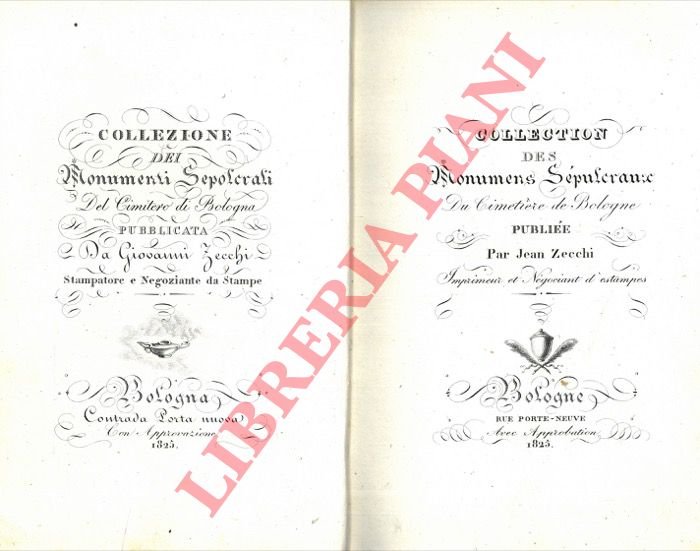 COLLEZIONE
DEI
Monumenti Sepolcrali
Del Cimitero di Bologna
PUBBLICATA
Da Giovanni Zecchi
Stampatore e Negoziante da Stampe
Bologna
Contrada Porta nuova
Con Approvazione
1825.
COLLECTION
DES
Monumens Sépulcraux
Du Cimetière de Bologne
PUBLIÉE
Par Jean Zecchi
Imprimeur et Négociant d'estampes
Bologne
RUE PORTE-NEUVE
Avec Approbation
1825.
LIBRERIA PIANI